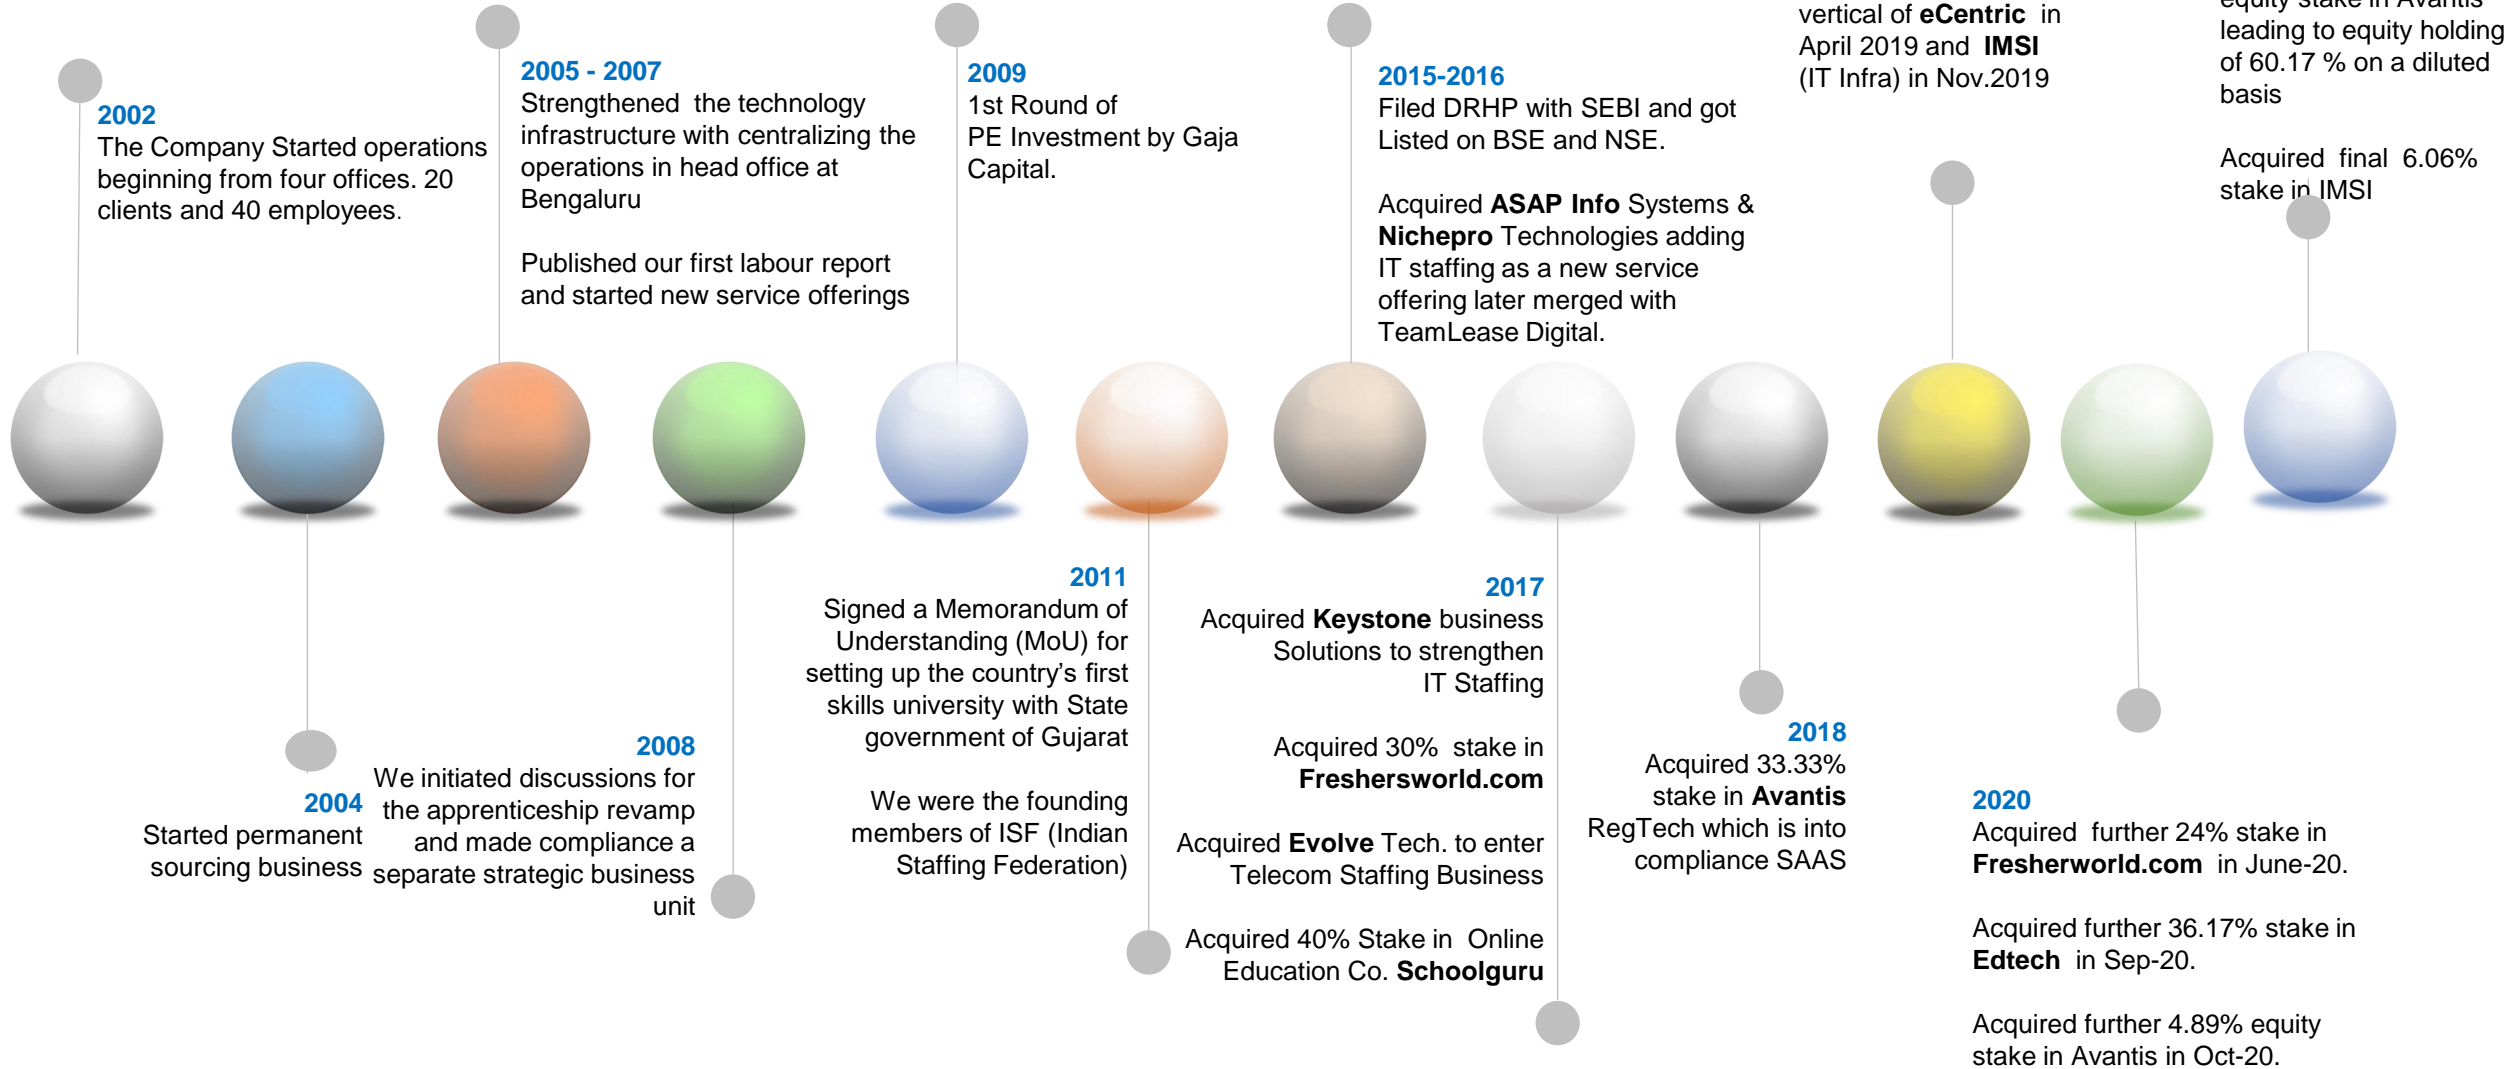 2002
The Company Started operations
beginning from four offices. 20
clients and 40 employees.
2004
Started permanent
sourcing business
2005 - 2007
Strengthened the technology
infrastructure with centralizing the
operations in head office at
Bengaluru
Published our first labour report
and started new service offerings
2008
We initiated discussions for
the apprenticeship revamp
and made compliance a
separate strategic business
unit
2009
1st Round of
PE Investment by Gaja
Capital.
2011
Signed a Memorandum of
Understanding (MoU) for
setting up the country’s first
skills university with State
government of Gujarat
We were the founding
members of ISF (Indian
Staffing Federation)
2015-2016
Filed DRHP with SEBI and got
Listed on BSE and NSE.
Acquired ASAP Info Systems &
Nichepro Technologies adding
IT staffing as a new service
offering later merged with
TeamLease Digital.
2017
Acquired Keystone business
Solutions to strengthen
IT Staffing
Acquired 30% stake in
Freshersworld.com
Acquired Evolve Tech. to enter
Telecom Staffing Business
Acquired 40% Stake in Online
Education Co. Schoolguru
2018
Acquired 33.33%
stake in Avantis
RegTech which is into
compliance SAAS
vertical of eCentric in
April 2019 and IMSI
(IT Infra) in Nov.2019
2020
Acquired further 24% stake in
Fresherworld.com in June-20.
Acquired further 36.17% stake in
Edtech in Sep-20.
Acquired further 4.89% equity
stake in Avantis in Oct-20.
equity stake in Avantis
leading to equity holding
of 60.17 % on a diluted
basis
Acquired final 6.06%
stake in IMSI